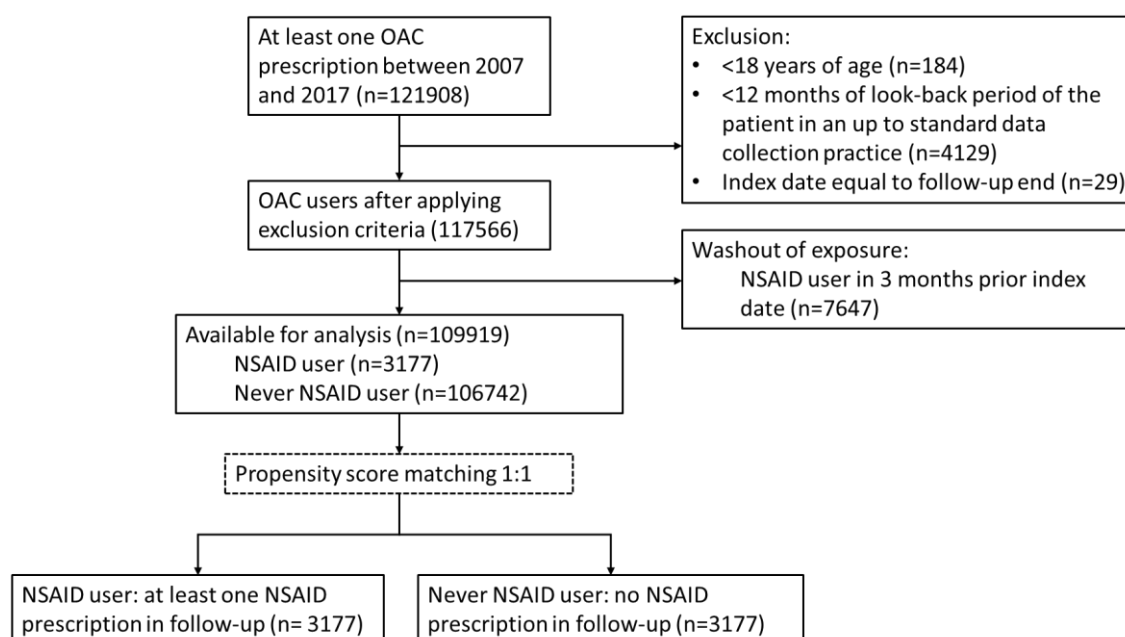 At least one OAC
prescription between 2007
and 2017 (n=121908)
Exclusion:
• <18 years of age (n=184)
• <12 months of look-back period of the
patient in an up to standard data
collection practice (n=4129)
• Index date equal to follow-up end (n=29)
OAC users after applying
exclusion criteria (117566)
Washout of exposure:
NSAID user in 3 months prior index
date (n=7647)
Available for analysis (n=109919)
NSAID user (n=3177)
Never NSAID user (n=106742)
Propensity score matching 1:1
NSAID user: at least one NSAID
prescription in follow-up (n= 3177)
Never NSAID user: no NSAID
prescription in follow-up (n=3177)